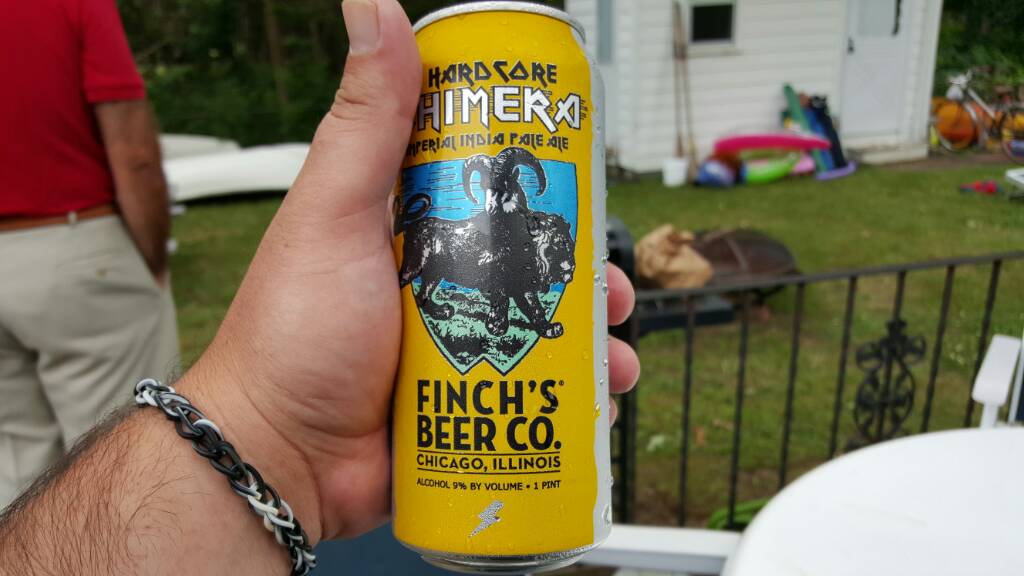 HARDCORE
HIMERA
MPERIAL INDIA PALE ALE
FINCH'S®
BEER CO.
CHICAGO, ILLINOIS
ALCOHOL 9% BY VOLUME • 1 PINT